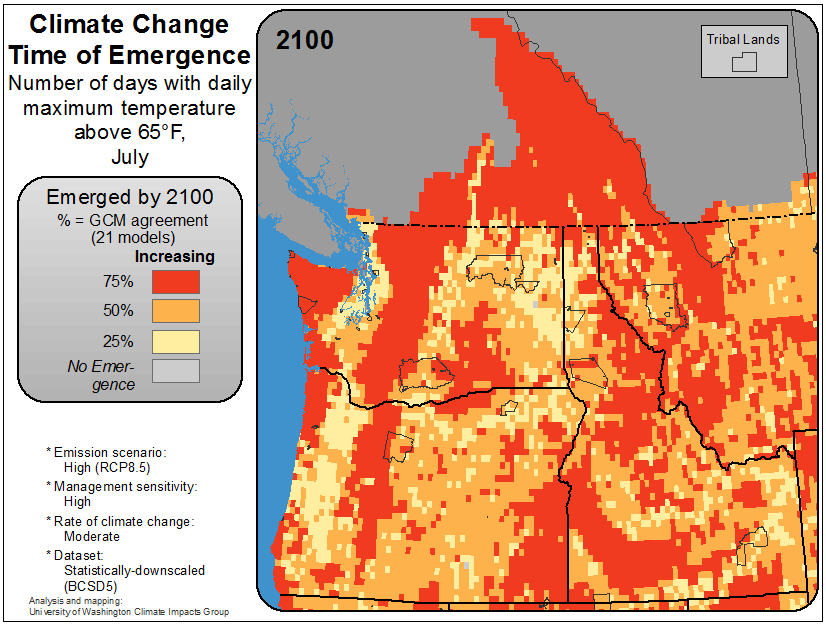 Climate Change
Time of Emergence
Number of days with daily
maximum temperature
above 65°F,
July
Emerged by 2100
% = GCM agreement
(21 models)
Increasing
75%
50%
25%
No Emer-
gence
* Emission scenario:
High (RCP8.5)
* Management sensitivity:
High
* Rate of climate change:
Moderate
* Dataset:
Statistically-downscaled
(BCSD5)
Analysis and mapping:
University of Washington Climate Impacts Group
2100
Tribal Lands